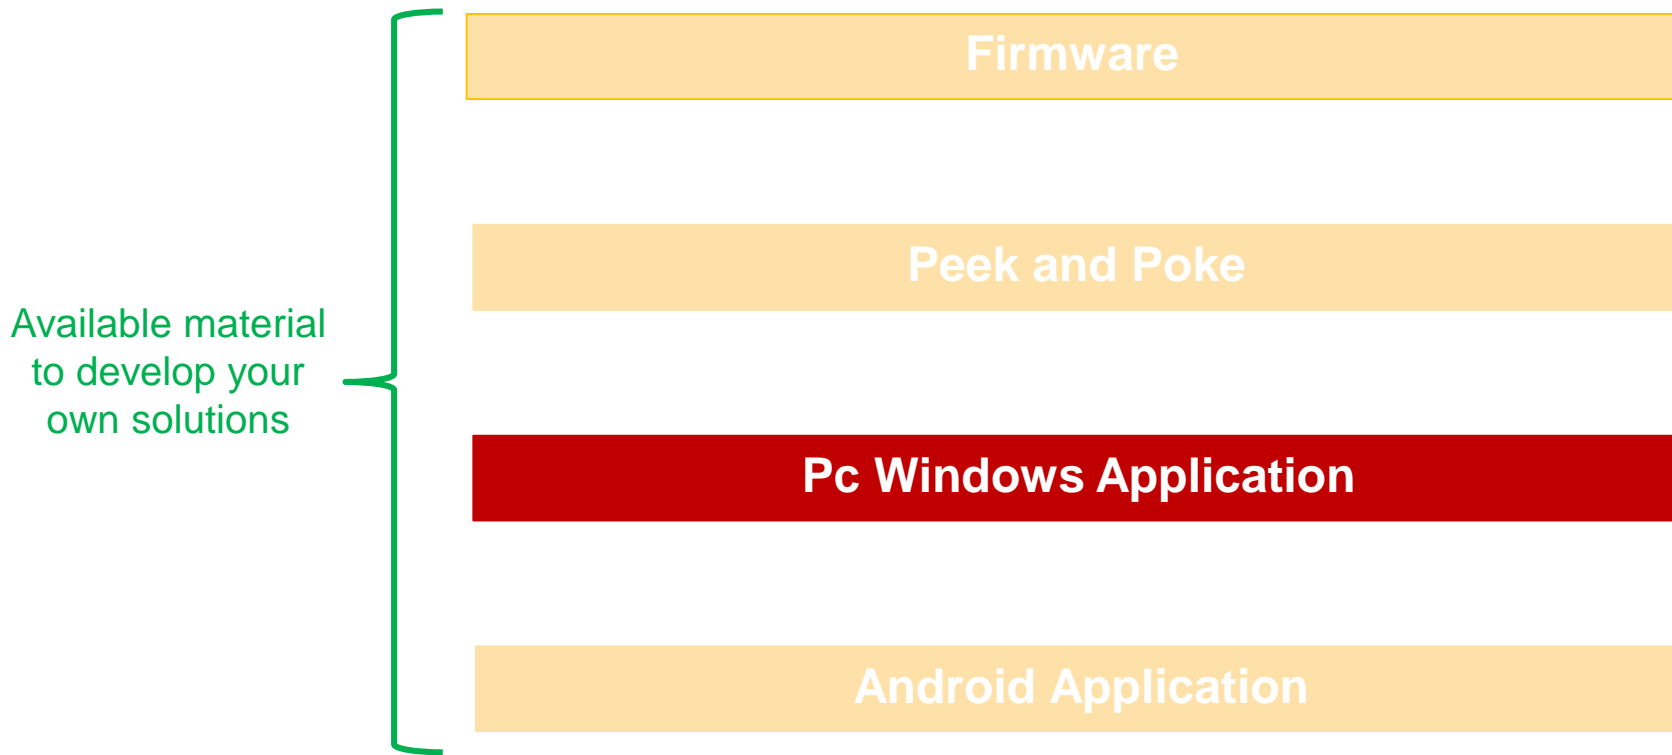 Firmware
Peek and Poke
Available material
to develop your
own solutions
Pc Windows Application
Android Application